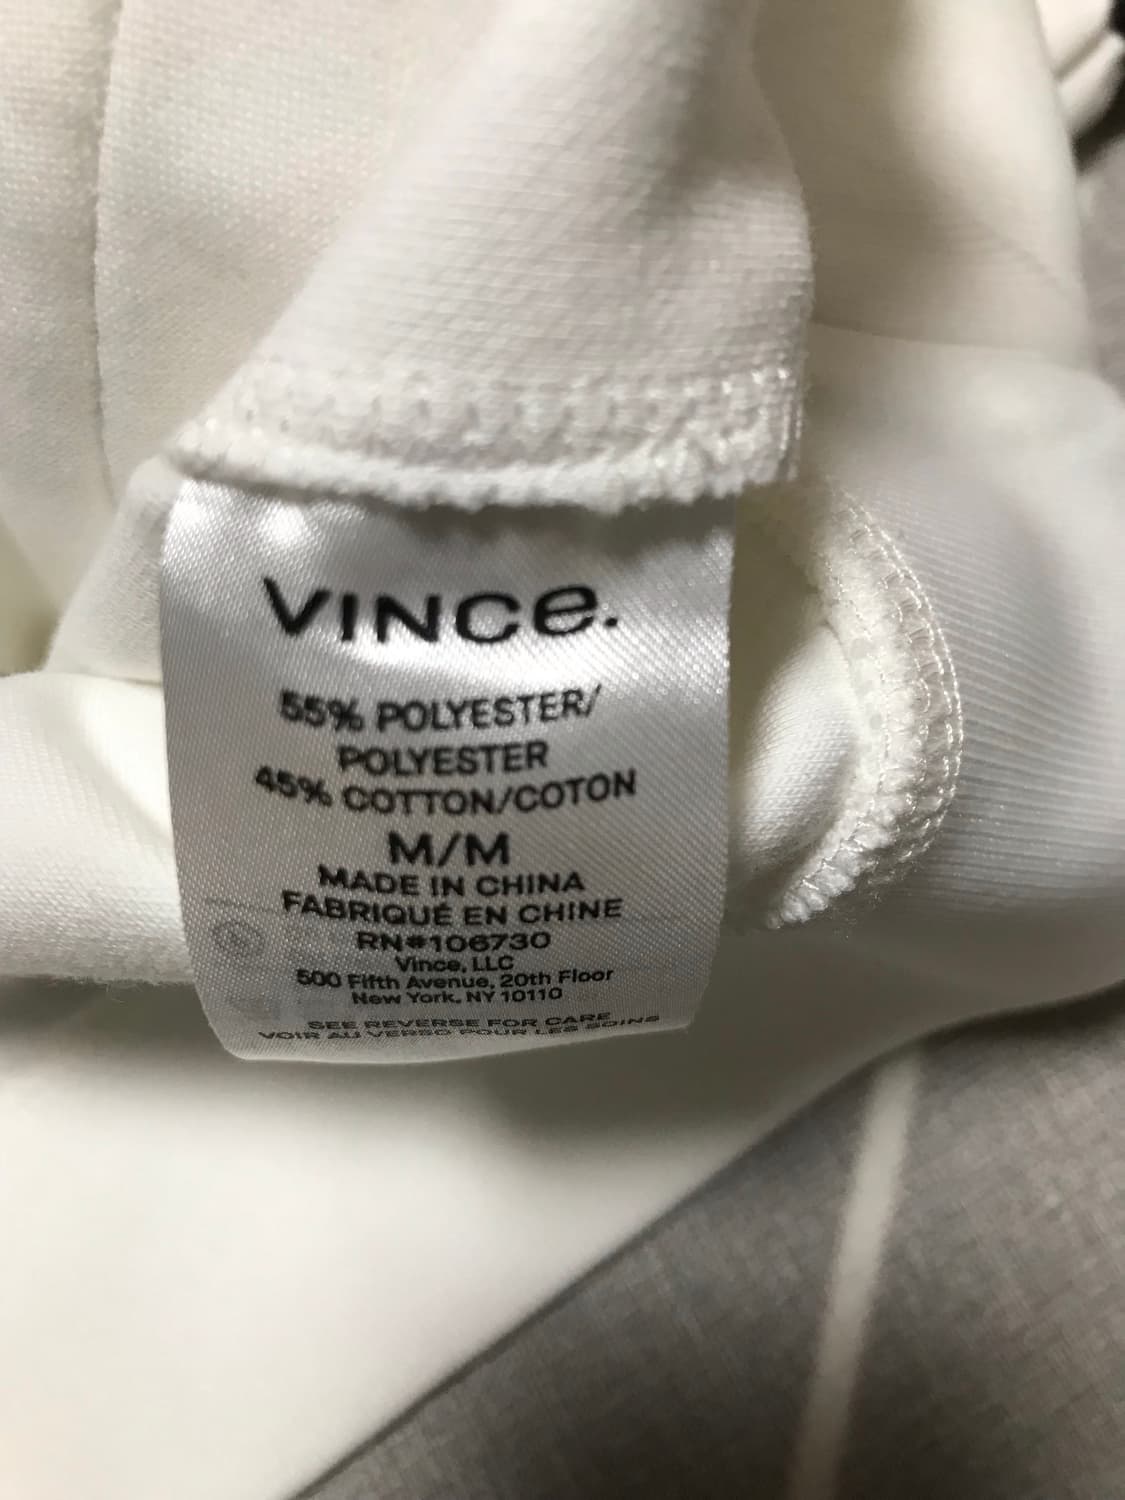 VINCe.
55% POLYESTER/
POLYESTER
45% COTTON/COTON
M/M
MADE IN CHINA
FABRIQUÉ EN CHINE
RN#106730
Vince, LLC
500 Fifth Avenue, 20th Floor
New York, NY 10110
SEE REVERSE FOR CARE
VOIR AU VERSO POUR LES SOINS